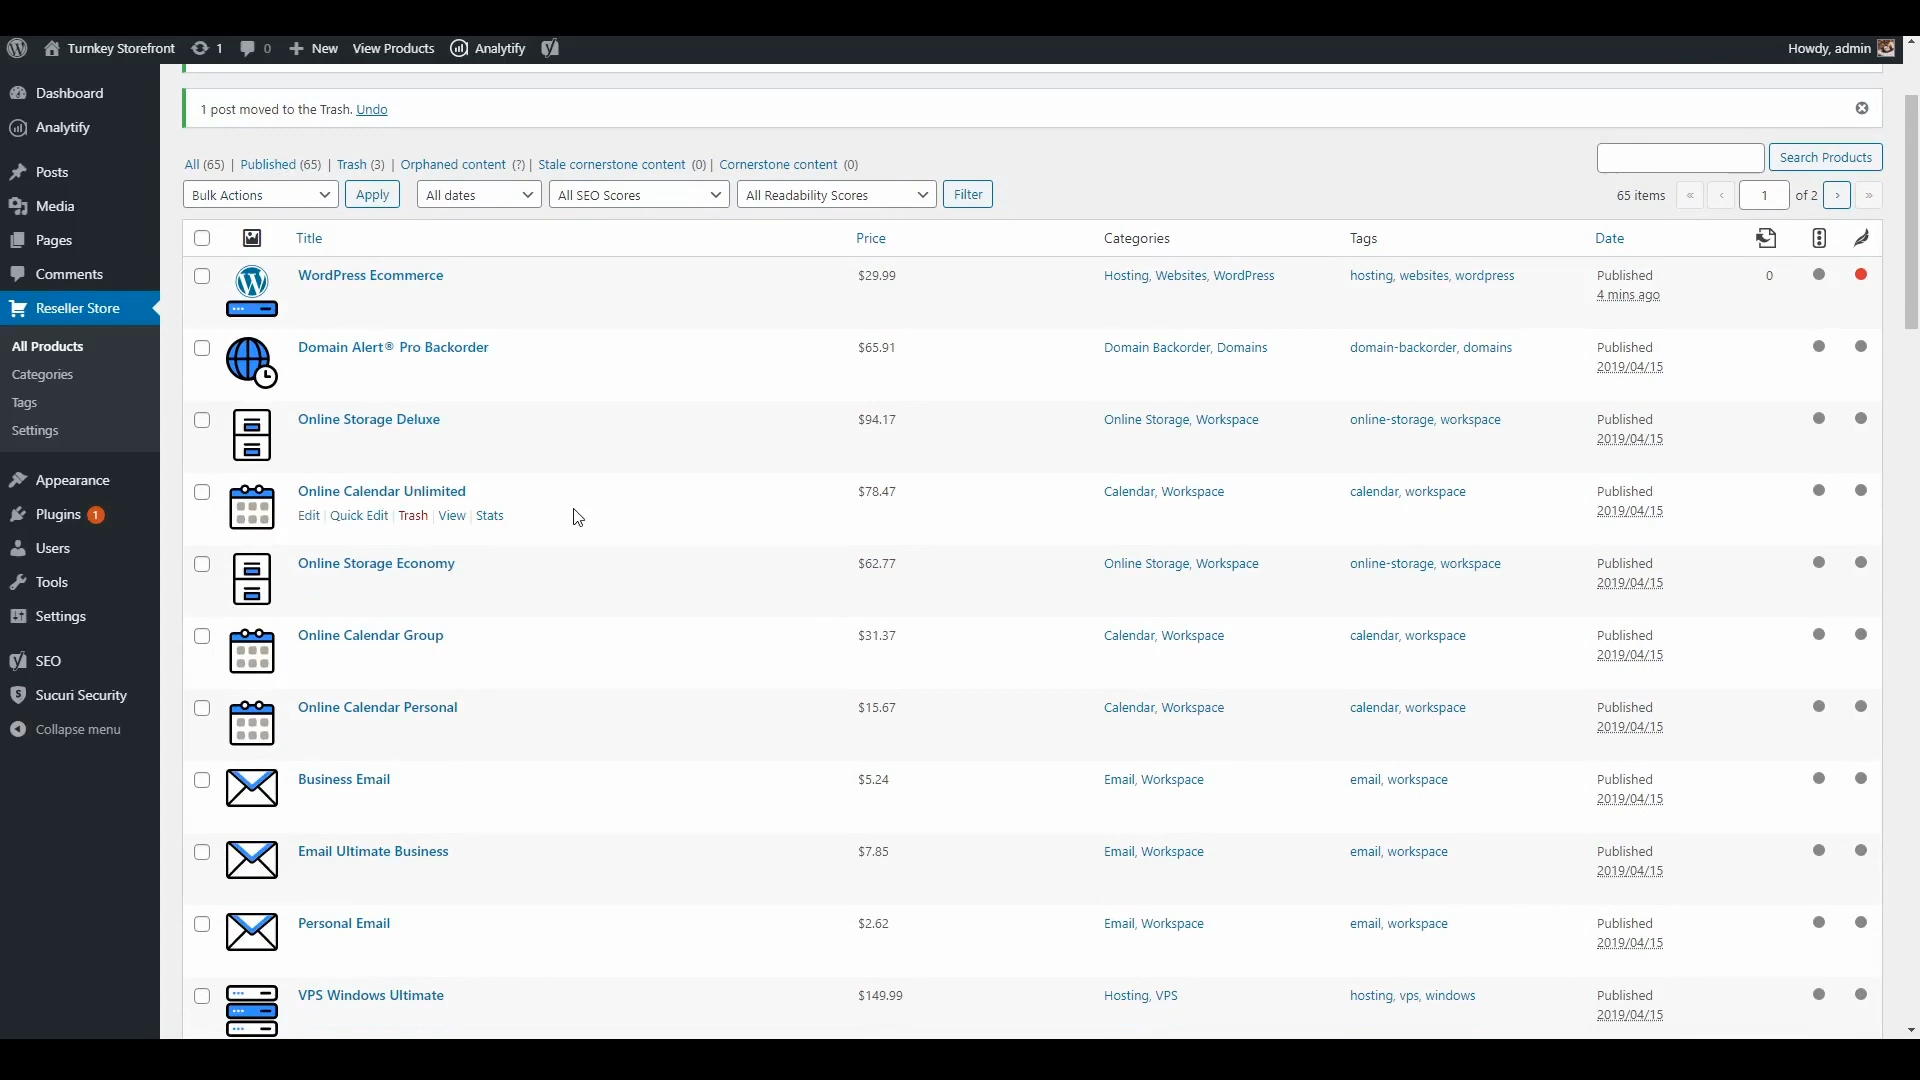 Turnkey Storefront 1 0 New View Products Analytify Howdy, admin
Dashboard
Analytify
Posts
Media
Pages
Comments
Reseller Store
All Products
Categories
Tags
Settings
Appearance
Plugins 1
Users
Tools
Settings
SEO
Sucuri Security
Collapse menu
1 post moved to the Trash. Undo
All (65) | Published (65) | Trash (3) | Orphaned content (?) | Stale cornerstone content (0) | Cornerstone content (0)
Search Products
Bulk Actions Apply All dates All SEO Scores All Readability Scores Filter 65 items « ‹ 1 of 2 › »
Title Price Categories Tags Date
WordPress Ecommerce $29.99 Hosting, Websites, WordPress hosting, websites, wordpress Published 0
4 mins ago
Domain Alert® Pro Backorder $65.91 Domain Backorder, Domains domain-backorder, domains Published
2019/04/15
Online Storage Deluxe $94.17 Online Storage, Workspace online-storage, workspace Published
2019/04/15
Online Calendar Unlimited $78.47 Calendar, Workspace calendar, workspace Published
Edit | Quick Edit | Trash | View | Stats 2019/04/15
Online Storage Economy $62.77 Online Storage, Workspace online-storage, workspace Published
2019/04/15
Online Calendar Group $31.37 Calendar, Workspace calendar, workspace Published
2019/04/15
Online Calendar Personal $15.67 Calendar, Workspace calendar, workspace Published
2019/04/15
Business Email $5.24 Email, Workspace email, workspace Published
2019/04/15
Email Ultimate Business $7.85 Email, Workspace email, workspace Published
2019/04/15
Personal Email $2.62 Email, Workspace email, workspace Published
2019/04/15
VPS Windows Ultimate $149.99 Hosting, VPS hosting, vps, windows Published
2019/04/15